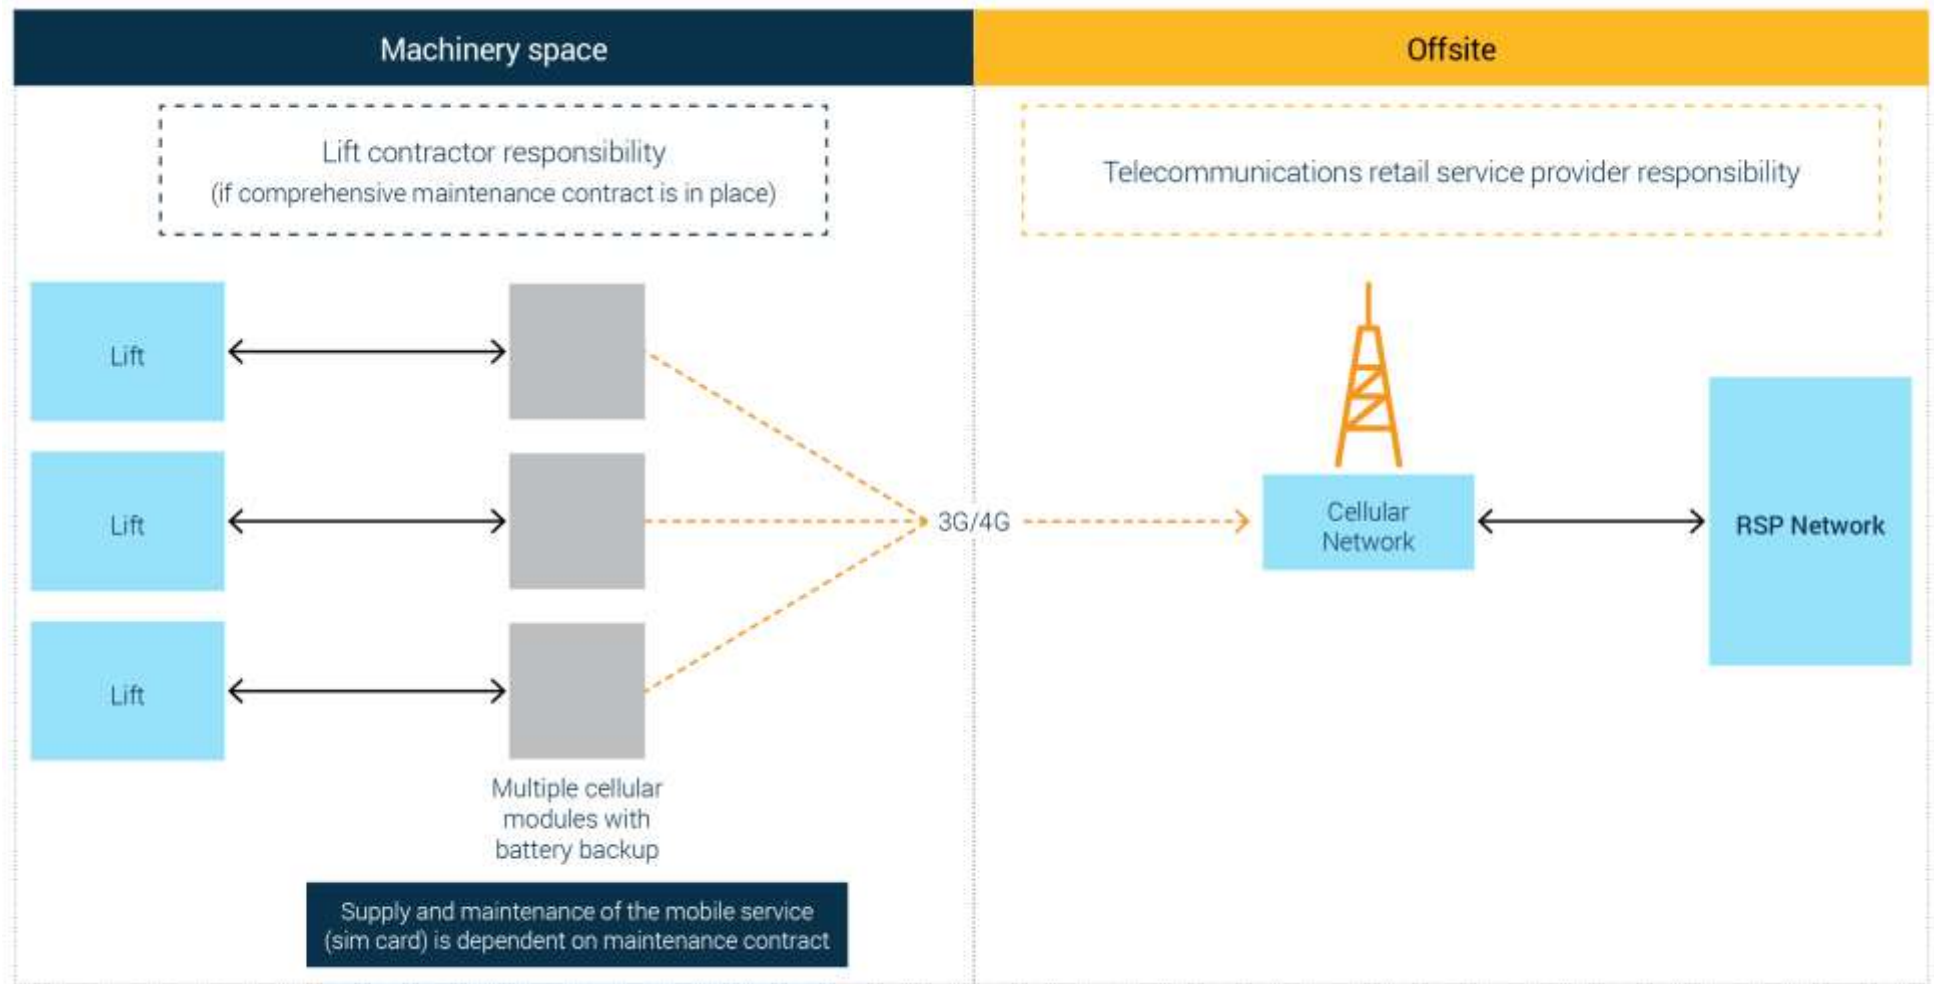 Machinery space
Offsite
Lift contractor responsibility
(if comprehensive maintenance contract is in place)
Telecommunications retail service provider responsibility
Lift
Lift
Lift
3G/4G
Cellular
Network
RSP Network
Multiple cellular
modules with
battery backup
Supply and maintenance of the mobile service
(sim card) is dependent on maintenance contract